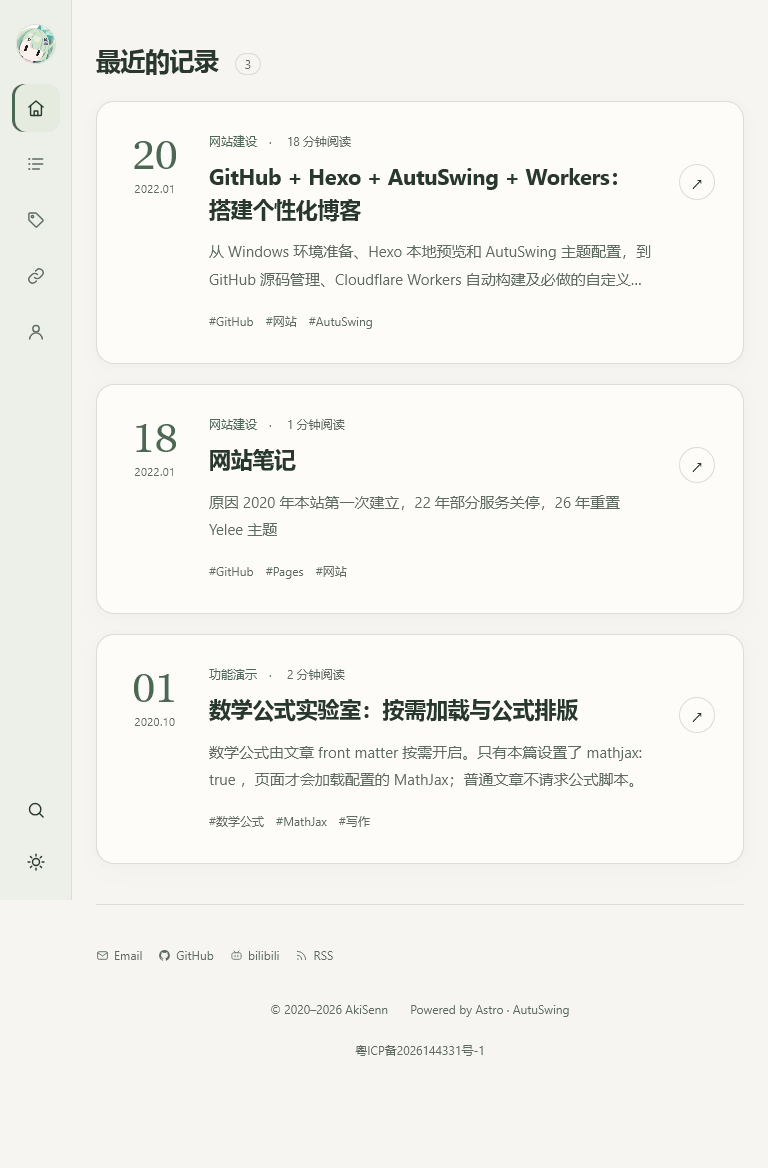 最近的记录 3
20
2022.01
网站建设 · 18 分钟阅读
GitHub + Hexo + AutuSwing + Workers：
搭建个性化博客
从 Windows 环境准备、Hexo 本地预览和 AutuSwing 主题配置，到
GitHub 源码管理、Cloudflare Workers 自动构建及必做的自定义...
#GitHub #网站 #AutuSwing
18
2022.01
网站建设 · 1 分钟阅读
网站笔记
原因 2020 年本站第一次建立，22 年部分服务关停，26 年重置
Yelee 主题
#GitHub #Pages #网站
01
2020.10
功能演示 · 2 分钟阅读
数学公式实验室：按需加载与公式排版
数学公式由文章 front matter 按需开启。只有本篇设置了 mathjax:
true ，页面才会加载配置的 MathJax；普通文章不请求公式脚本。
#数学公式 #MathJax #写作
Email GitHub bilibili RSS
© 2020–2026 AkiSenn Powered by Astro · AutuSwing
粤ICP备2026144331号-1